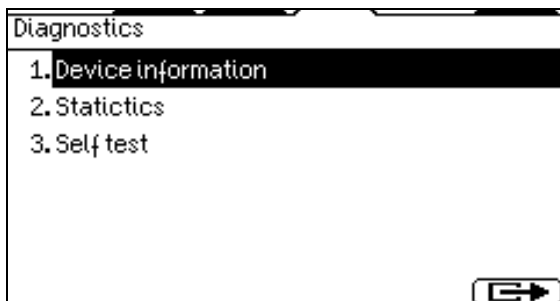 Diagnostics
1. Device information
2. Statictics
3. Self test